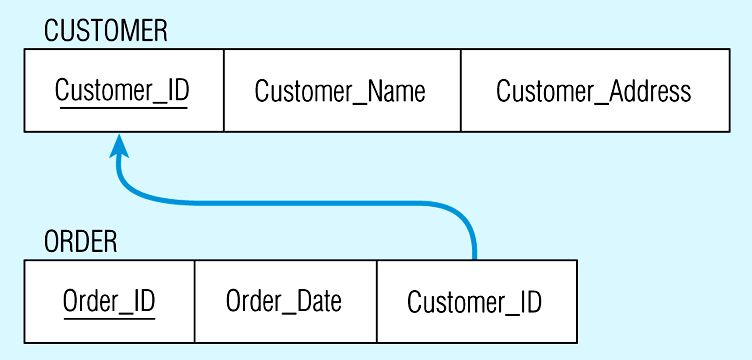 CUSTOMER
Customer_ID Customer_Name Customer_Address
ORDER
Order_ID Order_Date Customer_ID